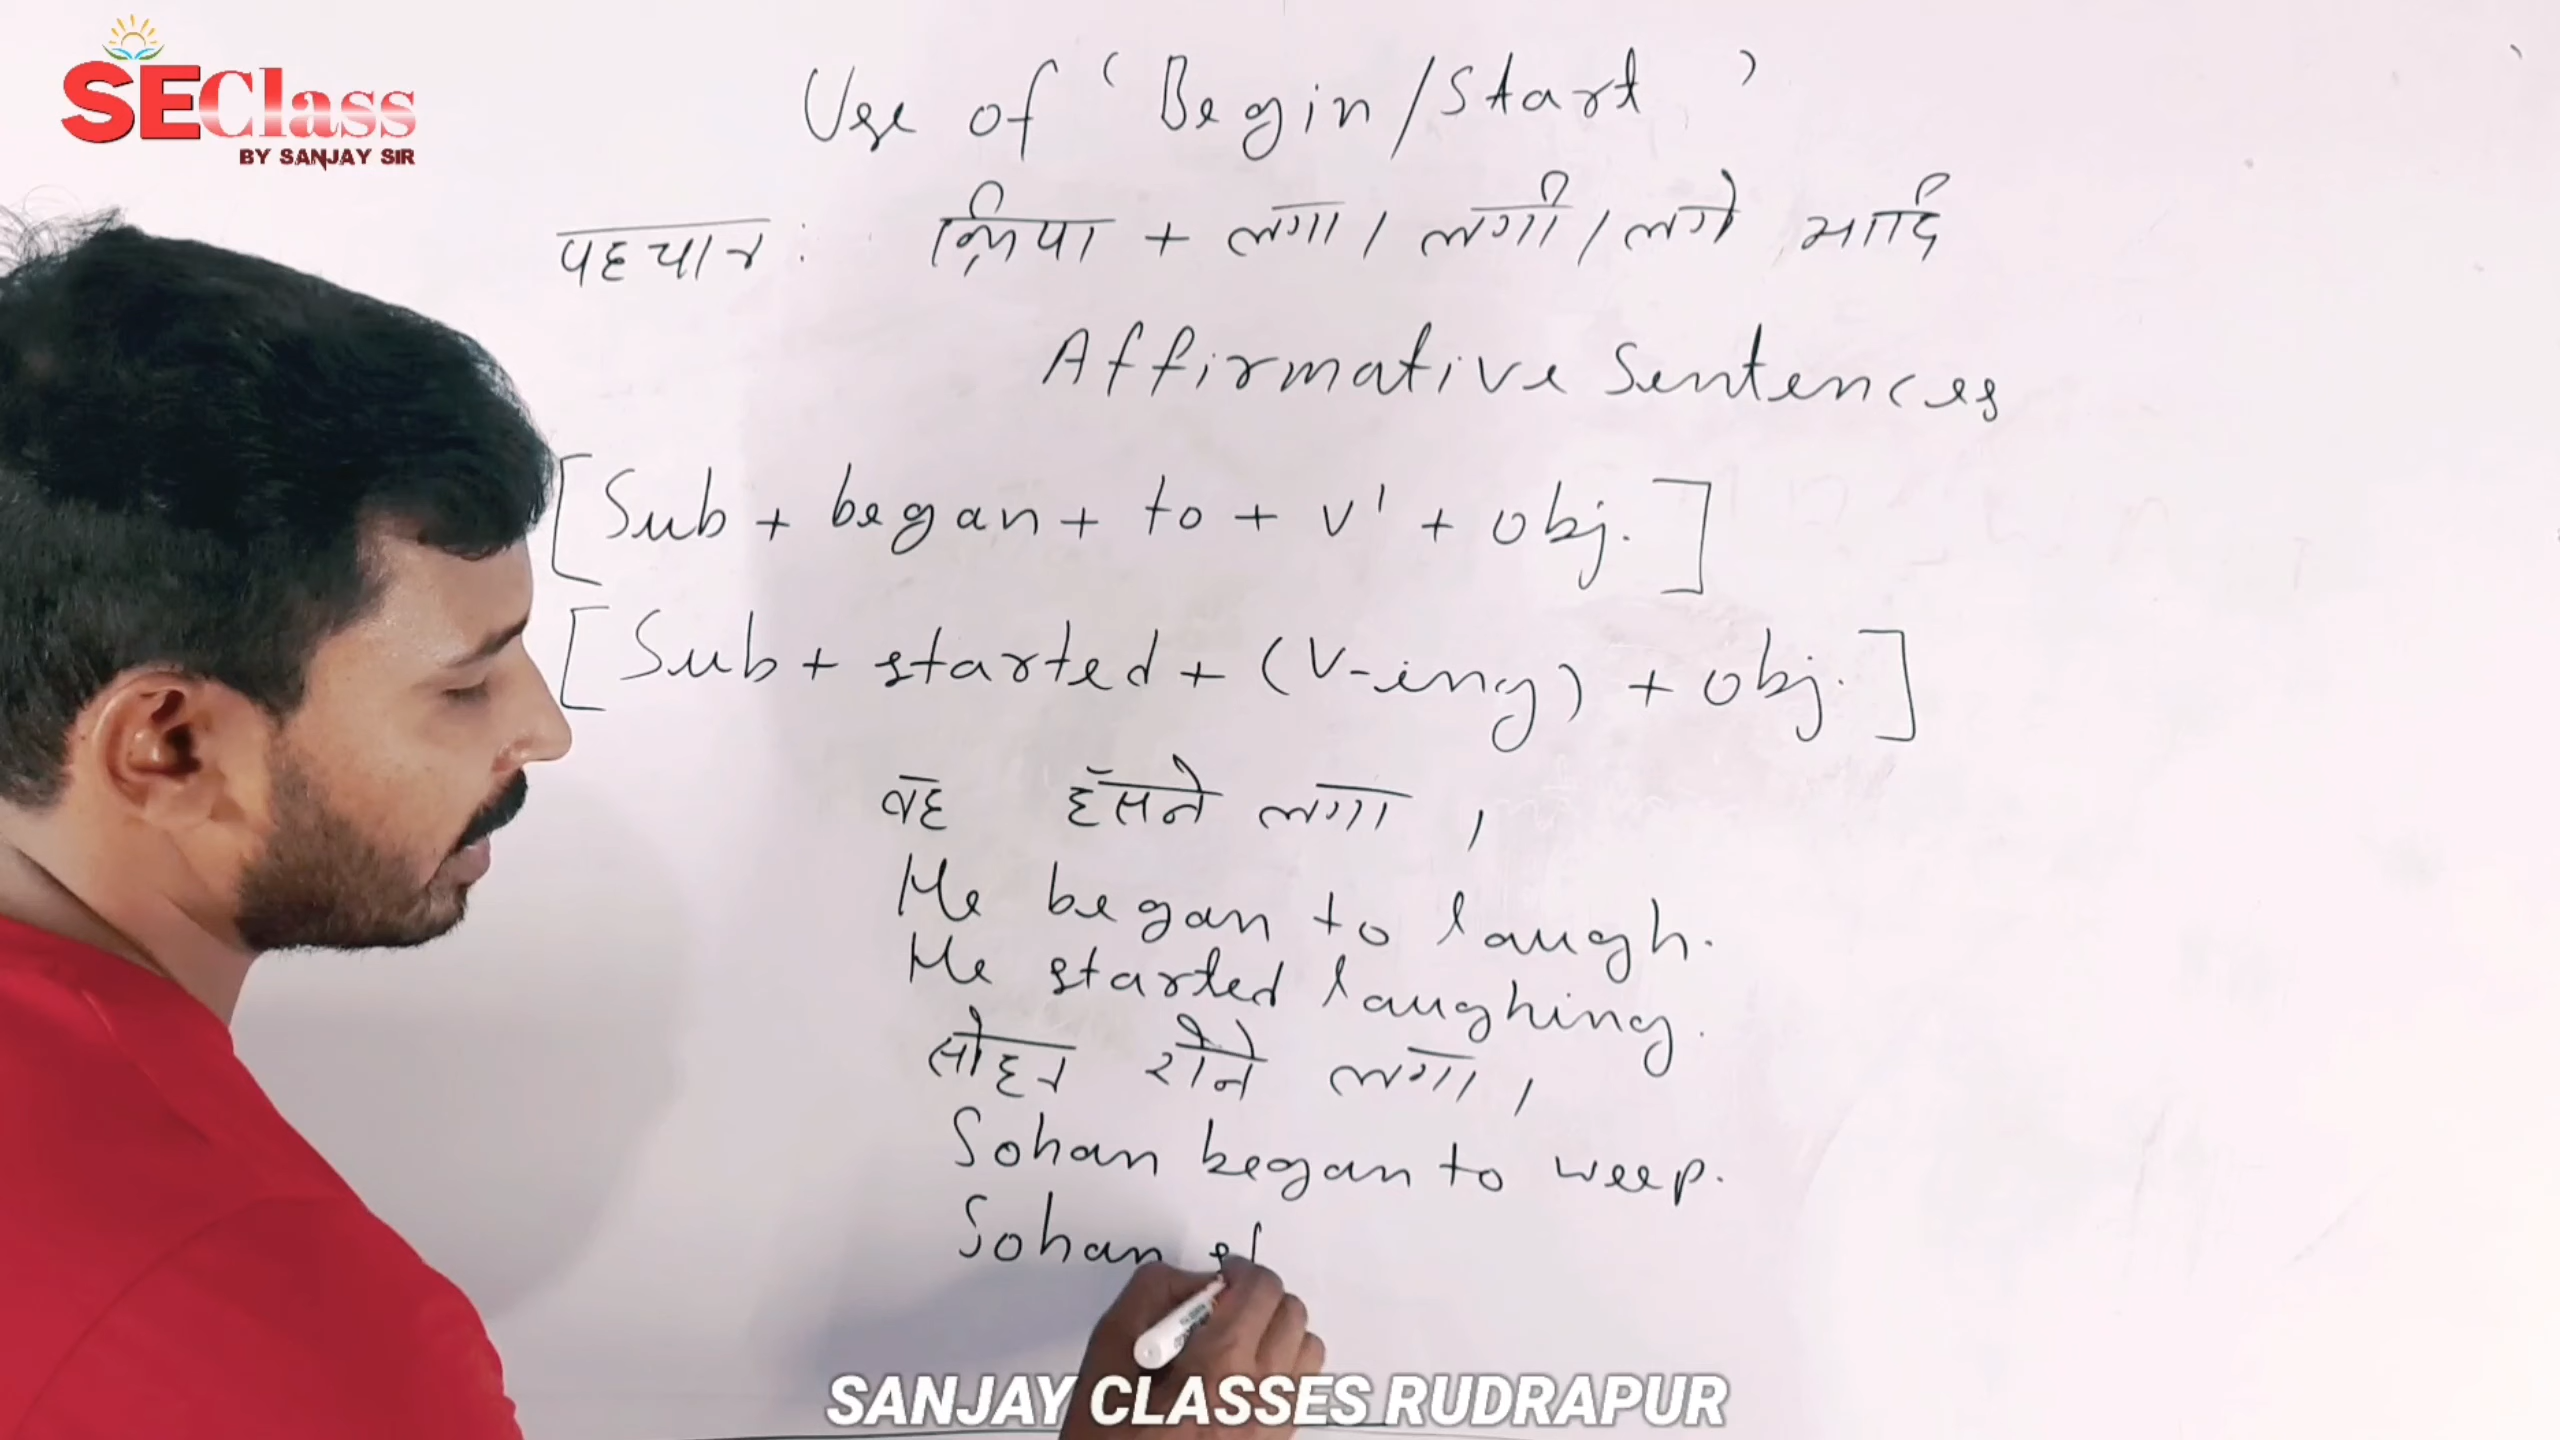 SEClass
BY SANJAY SIR
Use of 'Begin/Start'
पहचान : क्रिया + लगा / लगी / लगे आदि
Affirmative Sentences
[Sub + began + to + v' + obj.]
[Sub + started + (V-ing) + obj.]
वह हँसने लगा ।
He began to laugh.
He started laughing.
सोहन रोने लगा ।
Sohan began to weep.
Sohan st
SANJAY CLASSES RUDRAPUR